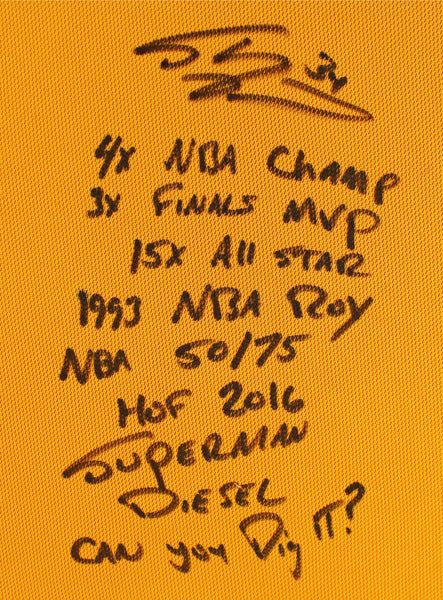 34
4x NBA Champ
3x Finals MVP
15x All Star
1993 NBA Roy
NBA 50/75
HOF 2016
Superman
Diesel
Can you Dig It?